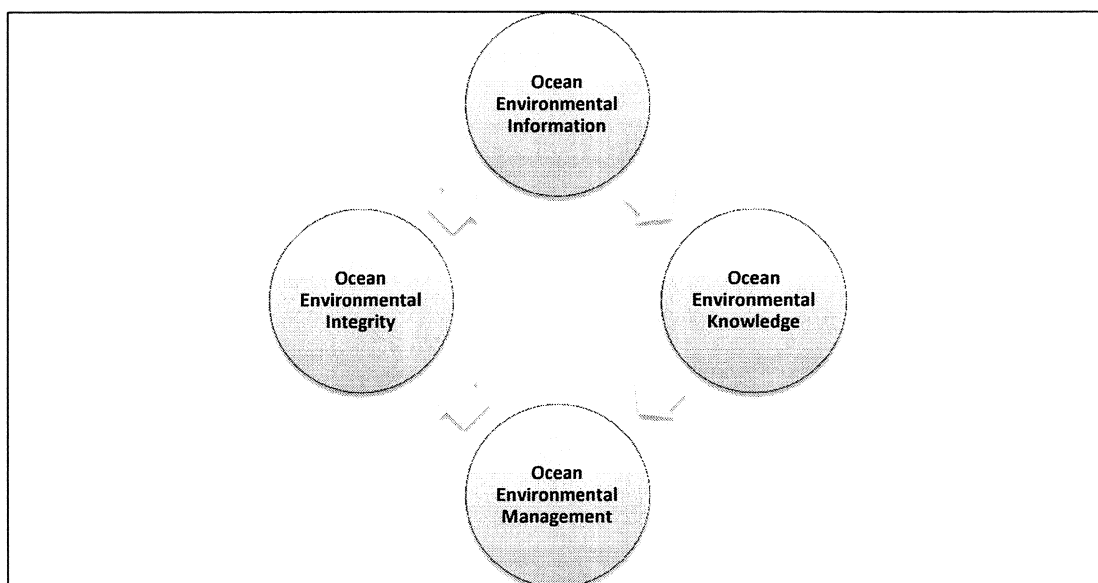 Ocean
Environmental
Information
Ocean
Environmental
Integrity
Ocean
Environmental
Knowledge
Ocean
Environmental
Management